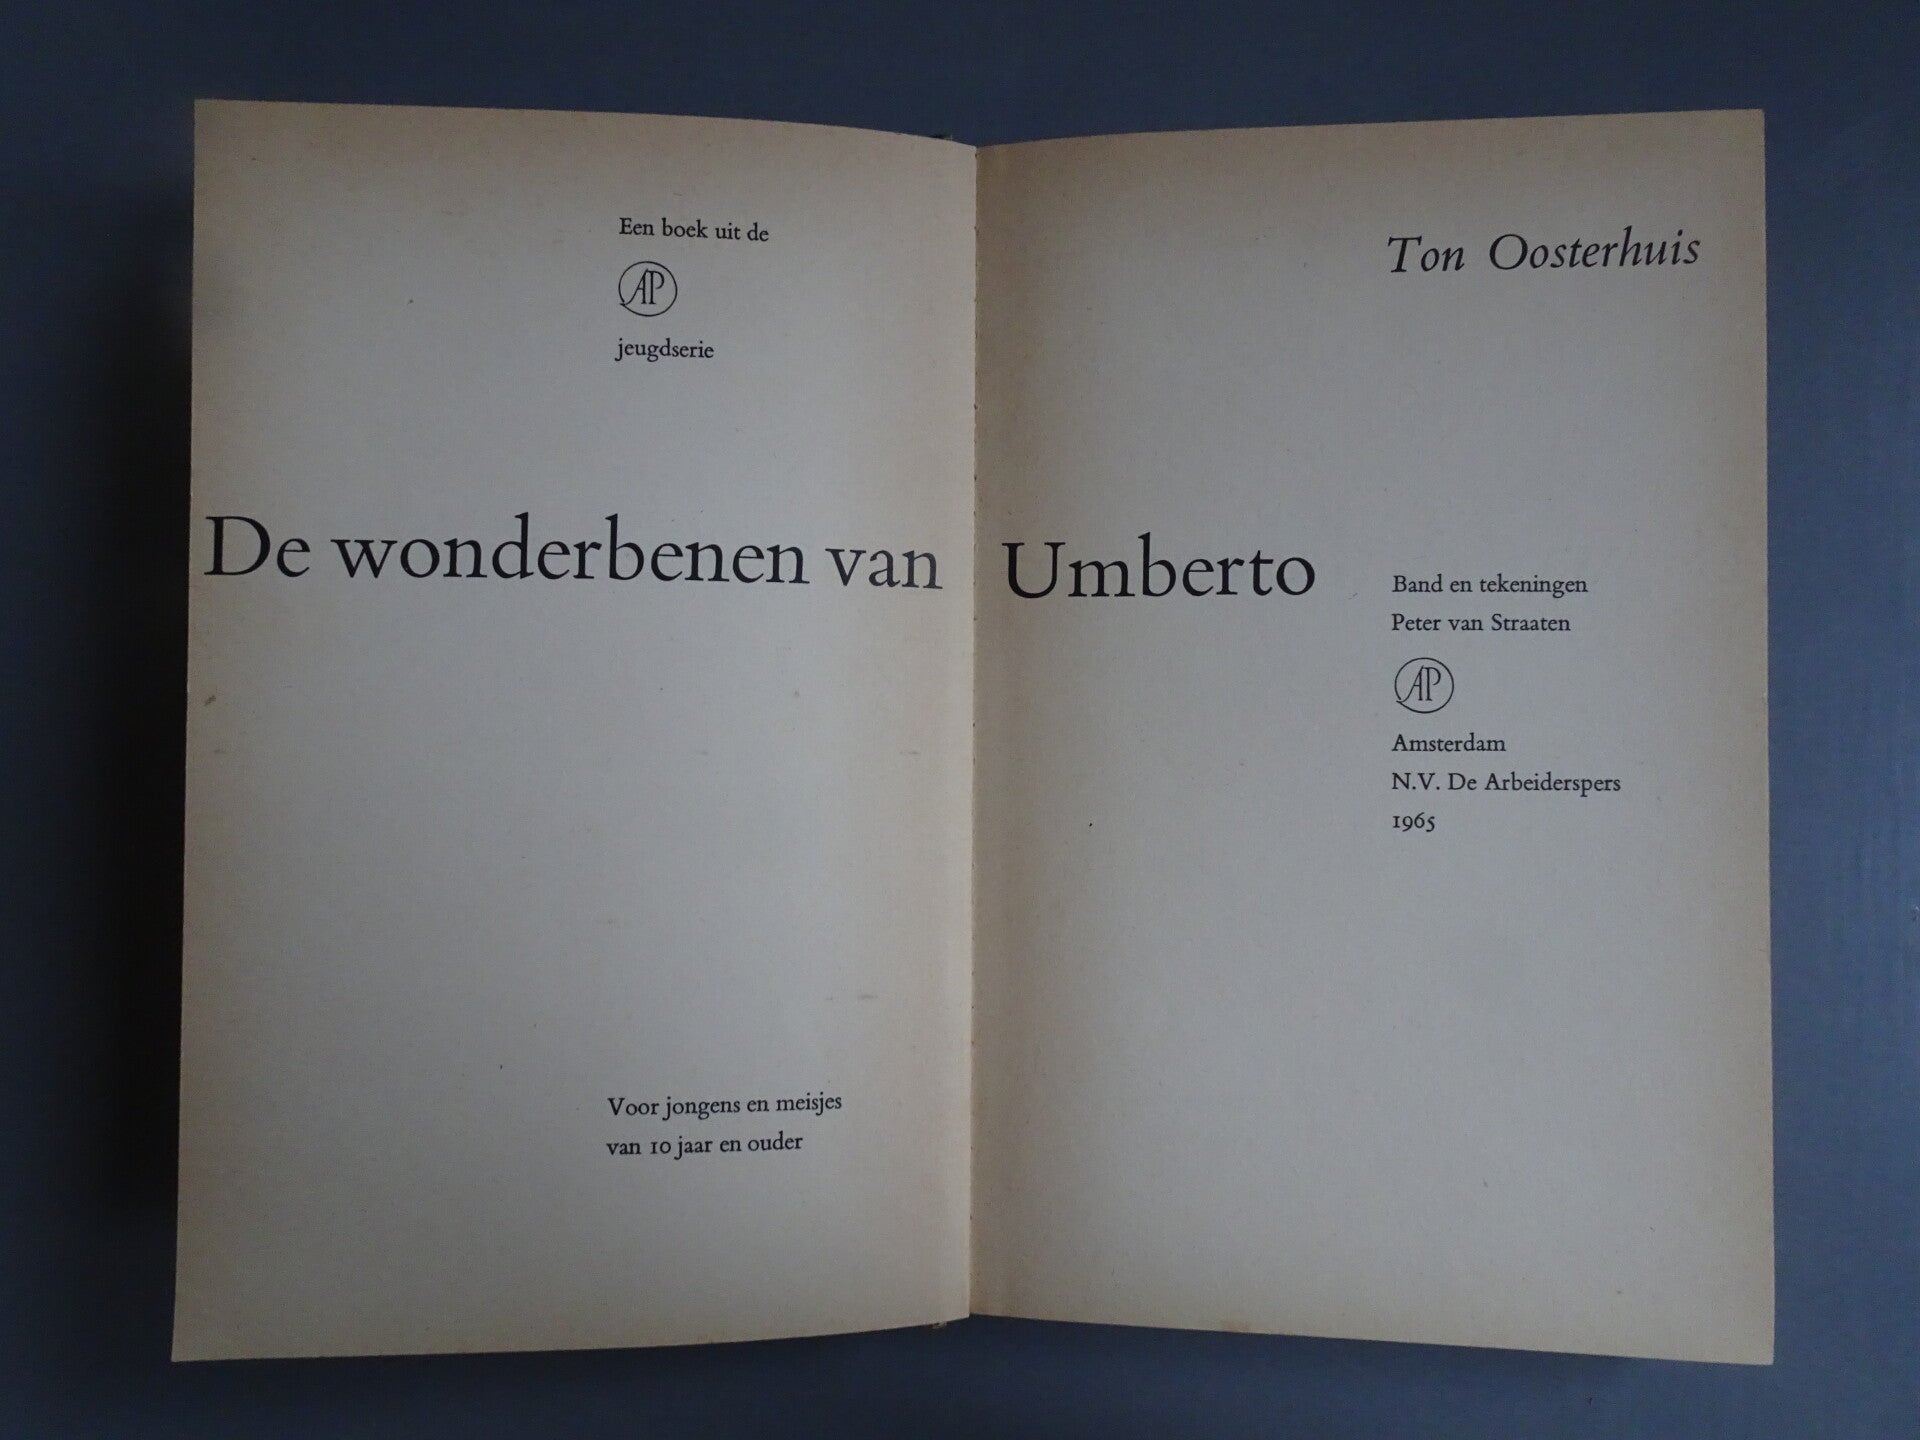 Een boek uit de
AP
jeugdserie
De wonderbenen van Umberto
Voor jongens en meisjes
van 10 jaar en ouder
Ton Oosterhuis
Band en tekeningen
Peter van Straaten
AP
Amsterdam
N.V. De Arbeiderspers
1965